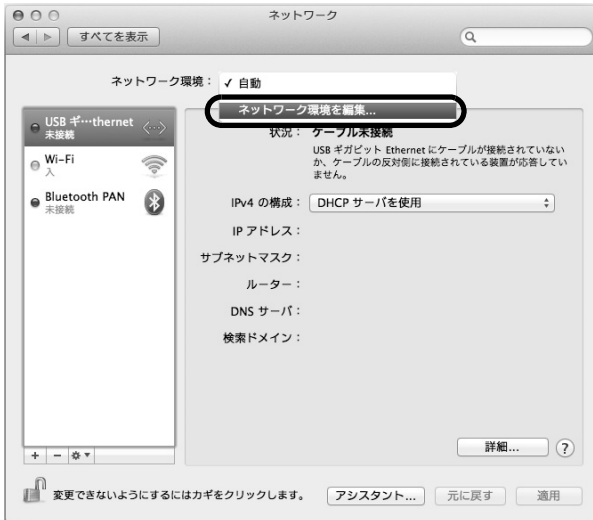 ネットワーク
すべてを表示
ネットワーク環境： ✓ 自動
ネットワーク環境を編集...
USB ギ…thernet
未接続
Wi-Fi
入
Bluetooth PAN
未接続
状況： ケーブル未接続
USB ギガビット Ethernet にケーブルが接続されていない
か、ケーブルの反対側に接続されている装置が応答してい
ません。
IPv4 の構成： DHCP サーバを使用
IP アドレス：
サブネットマスク：
ルーター：
DNS サーバ：
検索ドメイン：
詳細... ?
+ −
変更できないようにするにはカギをクリックします。 アシスタント... 元に戻す 適用